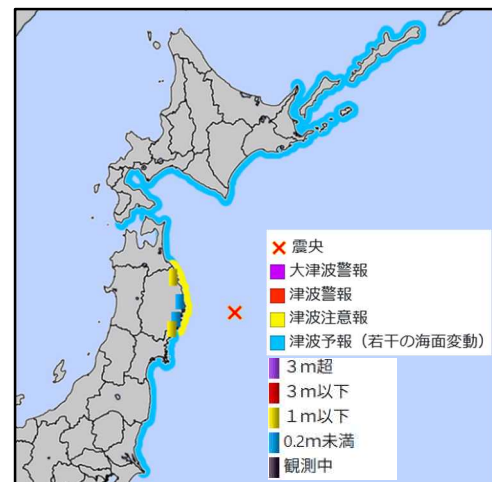 震央
大津波警報
津波警報
津波注意報
津波予報（若干の海面変動）
３ｍ超
３ｍ以下
１ｍ以下
0.2ｍ未満
観測中